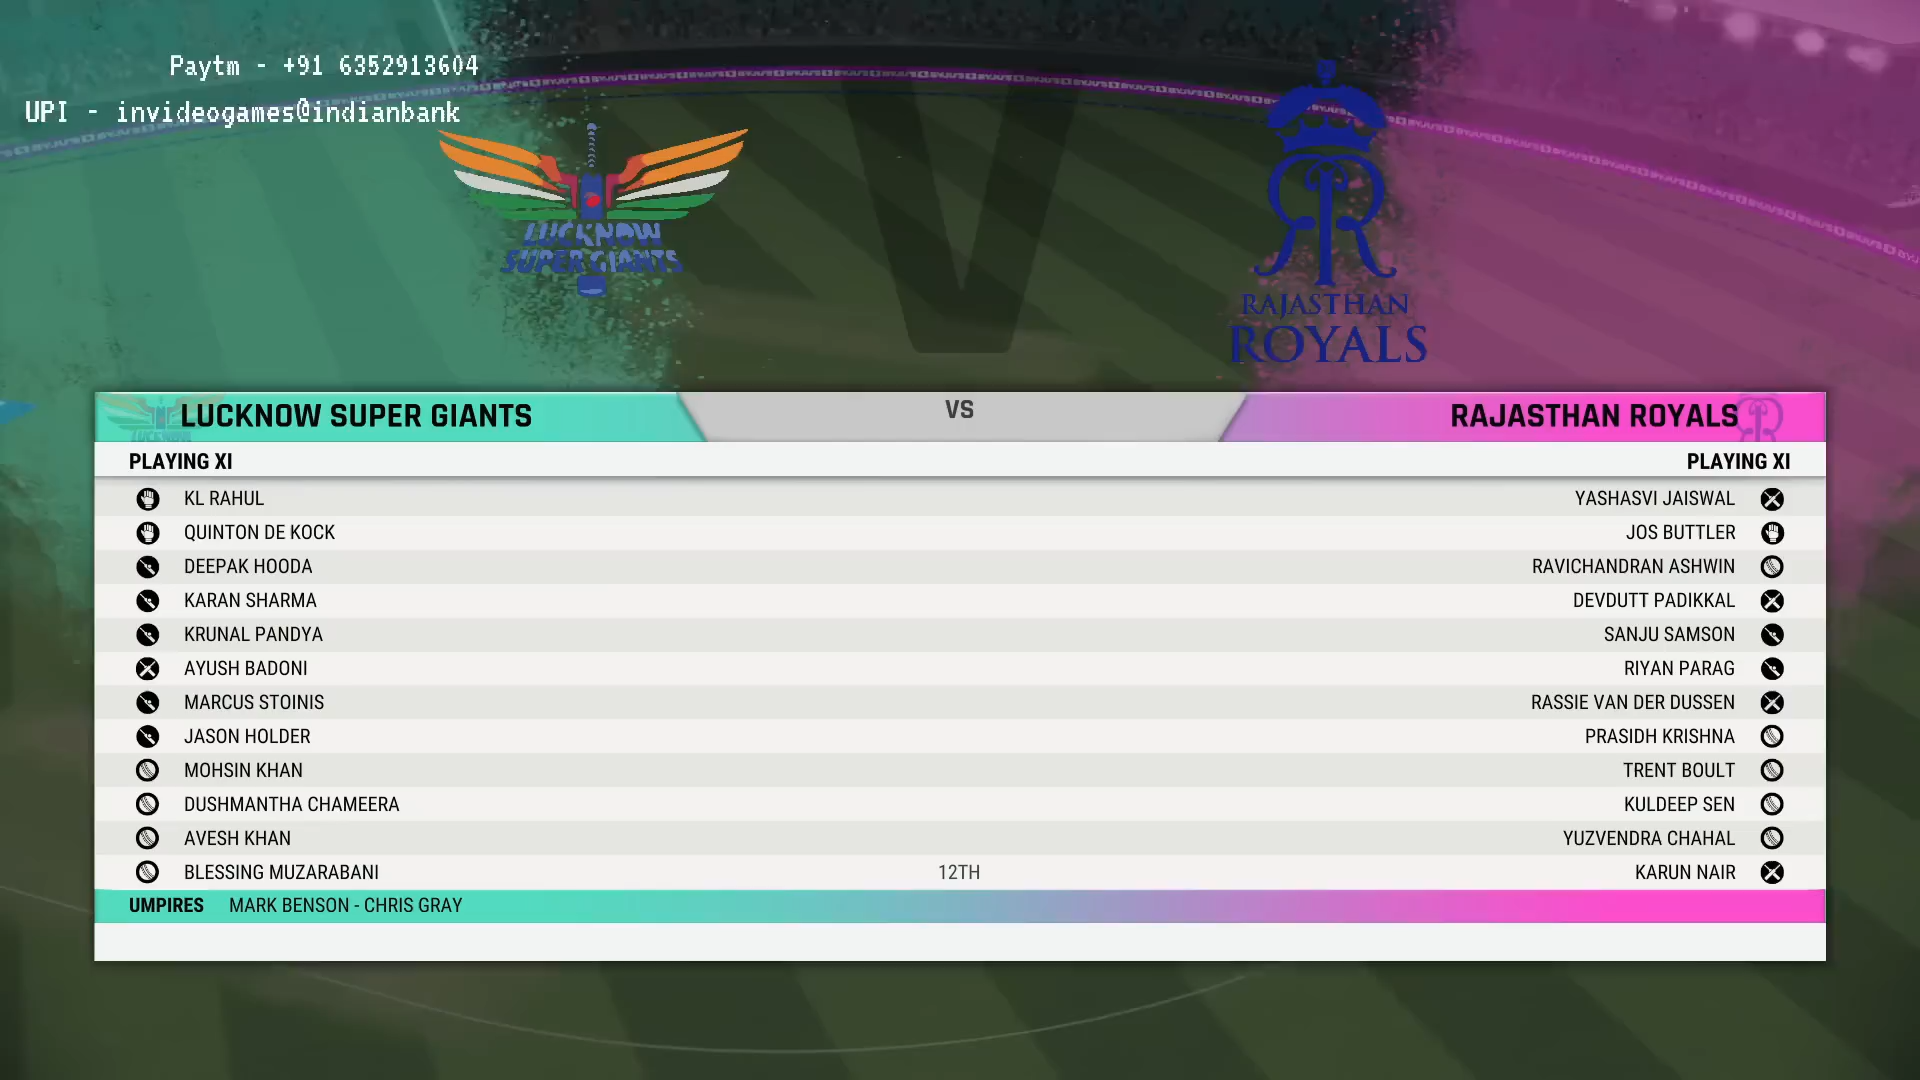 Paytm - +91 6352913604
UPI - invideogames@indianbank
LUCKNOW
SUPER GIANTS
RAJASTHAN
ROYALS
V
LUCKNOW SUPER GIANTS VS RAJASTHAN ROYALS
PLAYING XI PLAYING XI
KL RAHUL YASHASVI JAISWAL
QUINTON DE KOCK JOS BUTTLER
DEEPAK HOODA RAVICHANDRAN ASHWIN
KARAN SHARMA DEVDUTT PADIKKAL
KRUNAL PANDYA SANJU SAMSON
AYUSH BADONI RIYAN PARAG
MARCUS STOINIS RASSIE VAN DER DUSSEN
JASON HOLDER PRASIDH KRISHNA
MOHSIN KHAN TRENT BOULT
DUSHMANTHA CHAMEERA KULDEEP SEN
AVESH KHAN YUZVENDRA CHAHAL
BLESSING MUZARABANI 12TH KARUN NAIR
UMPIRES MARK BENSON - CHRIS GRAY